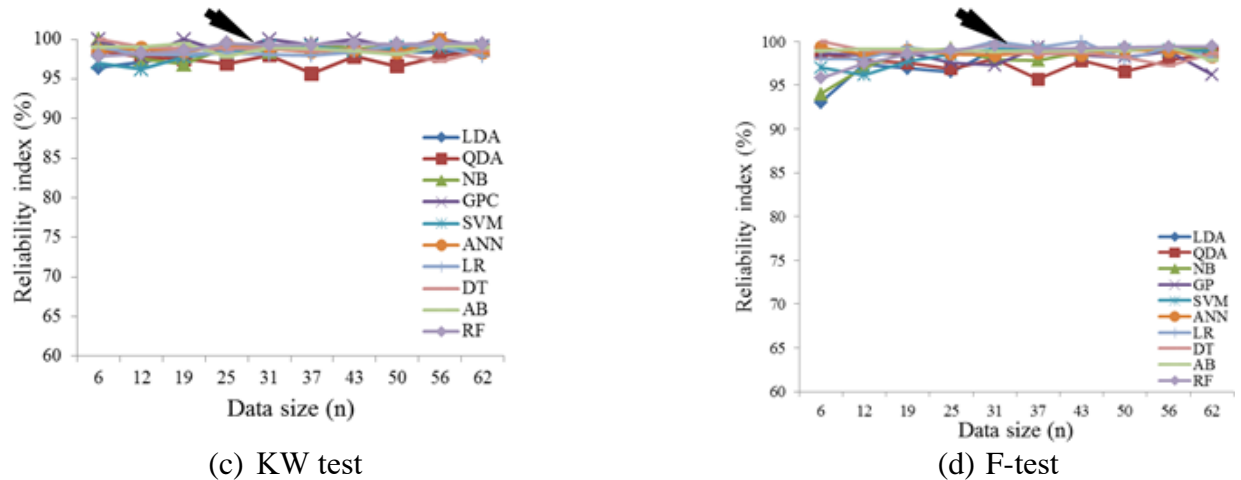 100
95
90
85
80
75
70
65
60
Reliability index (%)
LDA
QDA
NB
GPC
SVM
ANN
LR
DT
AB
RF
6 12 19 25 31 37 43 50 56 62
Data size (n)
(c) KW test
100
95
90
85
80
75
70
65
60
Reliability index (%)
LDA
QDA
NB
GP
SVM
ANN
LR
DT
AB
RF
6 12 19 25 31 37 43 50 56 62
Data size (n)
(d) F-test